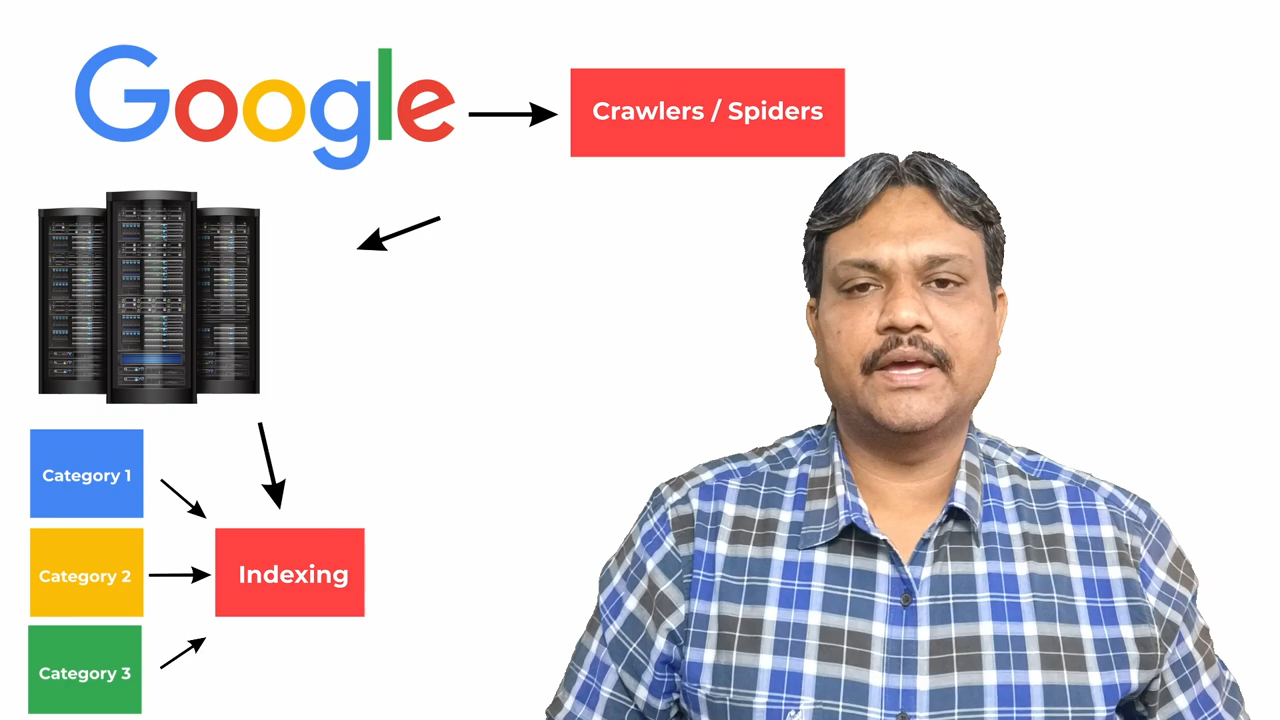 Google
Crawlers / Spiders
Category 1
Category 2
Indexing
Category 3